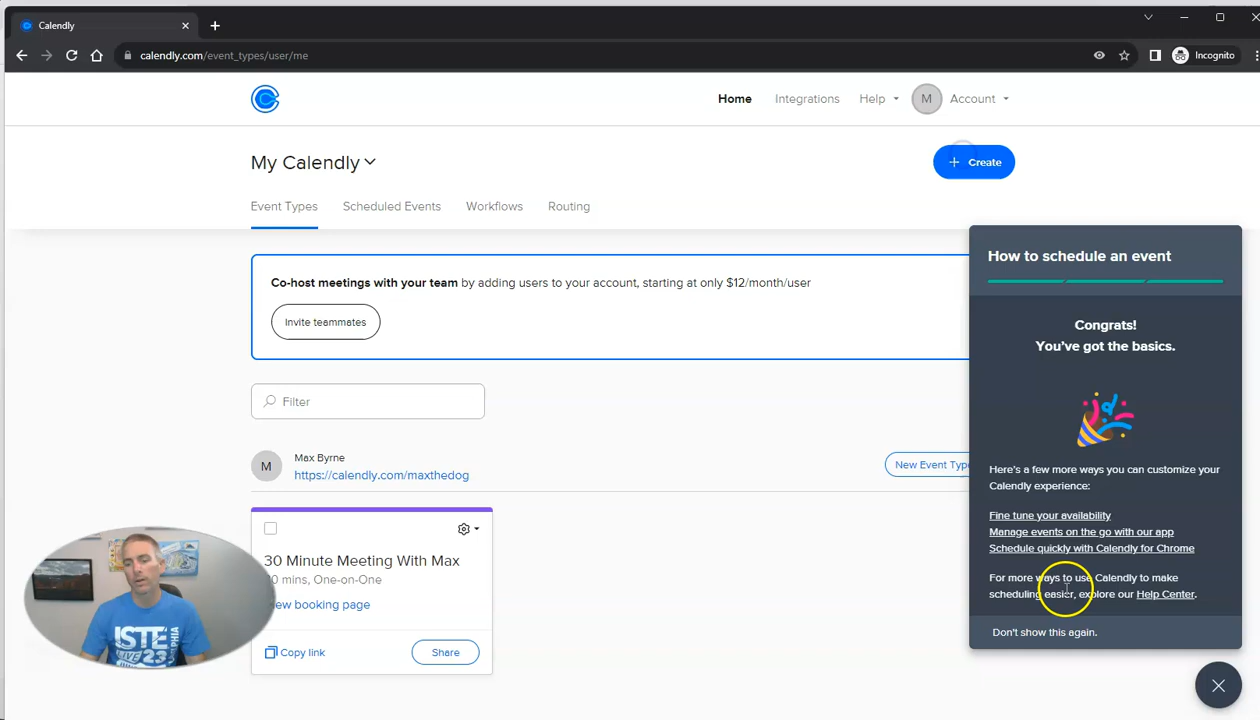 Calendly
calendly.com/event_types/user/me
Incognito
Home
Integrations
Help
M
Account
My Calendly
+ Create
Event Types
Scheduled Events
Workflows
Routing
Co-host meetings with your team by adding users to your account, starting at only $12/month/user
Invite teammates
Filter
M
Max Byrne
https://calendly.com/maxthedog
New Event Type
30 Minute Meeting With Max
mins, One-on-One
booking page
Copy link
Share
How to schedule an event
Congrats!
You've got the basics.
Here's a few more ways you can customize your
Calendly experience:
Fine tune your availability
Manage events on the go with our app
Schedule quickly with Calendly for Chrome
For more ways to use Calendly to make
scheduling easier, explore our Help Center.
Don't show this again.
ISTE
LIVE 23